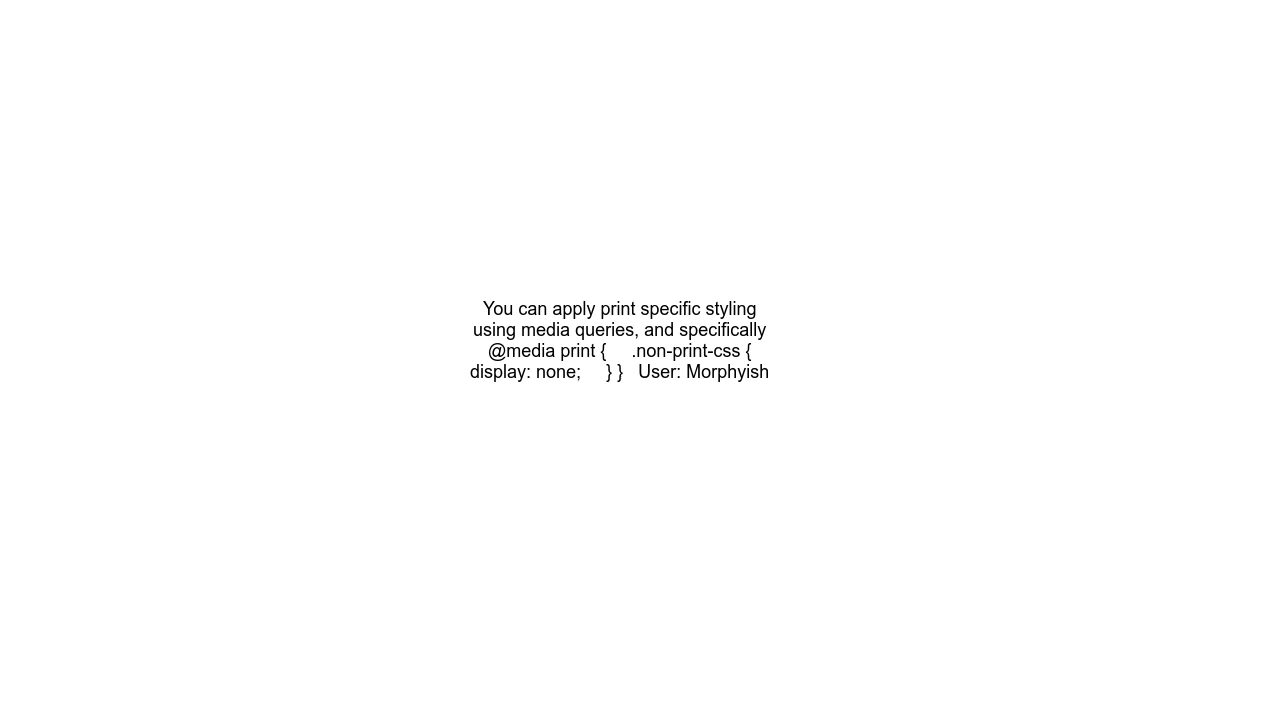 You can apply print specific styling
using media queries, and specifically
@media print {     .non-print-css {
display: none;     } }   User: Morphyish